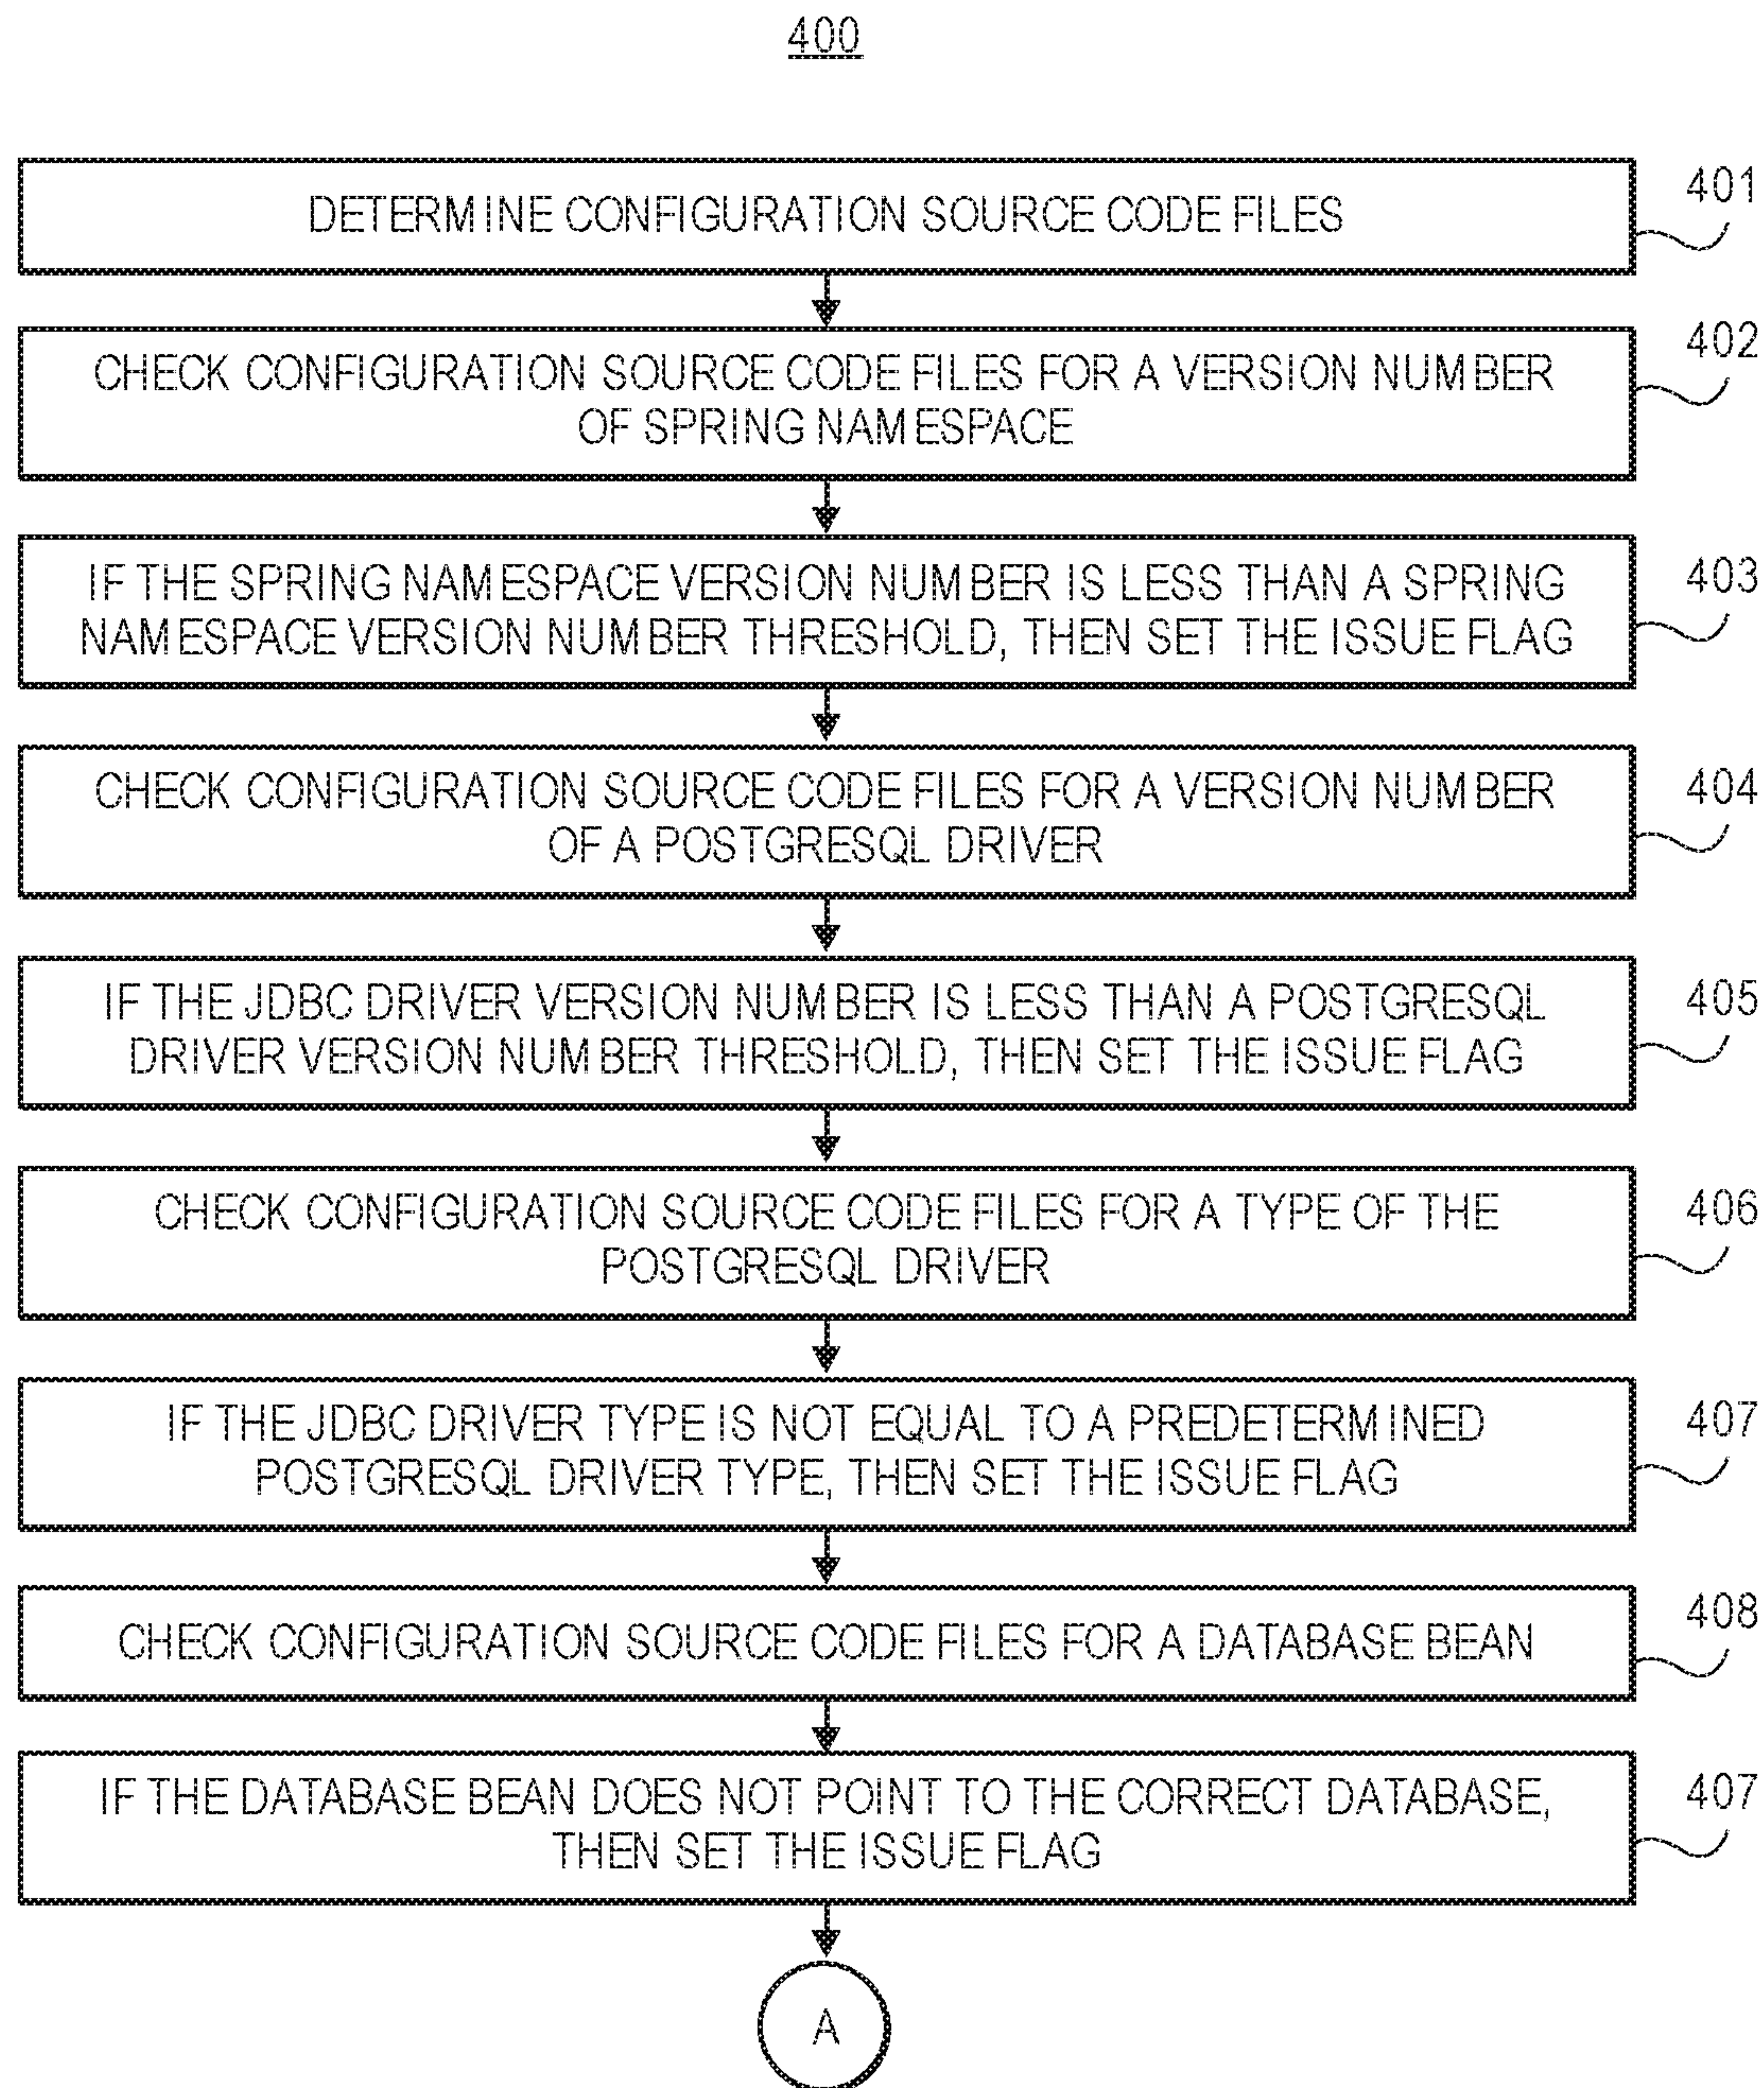 400
DETERMINE CONFIGURATION SOURCE CODE FILES
401
CHECK CONFIGURATION SOURCE CODE FILES FOR A VERSION NUMBER
OF SPRING NAMESPACE
402
IF THE SPRING NAMESPACE VERSION NUMBER IS LESS THAN A SPRING
NAMESPACE VERSION NUMBER THRESHOLD, THEN SET THE ISSUE FLAG
403
CHECK CONFIGURATION SOURCE CODE FILES FOR A VERSION NUMBER
OF A POSTGRESQL DRIVER
404
IF THE JDBC DRIVER VERSION NUMBER IS LESS THAN A POSTGRESQL
DRIVER VERSION NUMBER THRESHOLD, THEN SET THE ISSUE FLAG
405
CHECK CONFIGURATION SOURCE CODE FILES FOR A TYPE OF THE
POSTGRESQL DRIVER
406
IF THE JDBC DRIVER TYPE IS NOT EQUAL TO A PREDETERMINED
POSTGRESQL DRIVER TYPE, THEN SET THE ISSUE FLAG
407
CHECK CONFIGURATION SOURCE CODE FILES FOR A DATABASE BEAN
408
IF THE DATABASE BEAN DOES NOT POINT TO THE CORRECT DATABASE,
THEN SET THE ISSUE FLAG
407
A